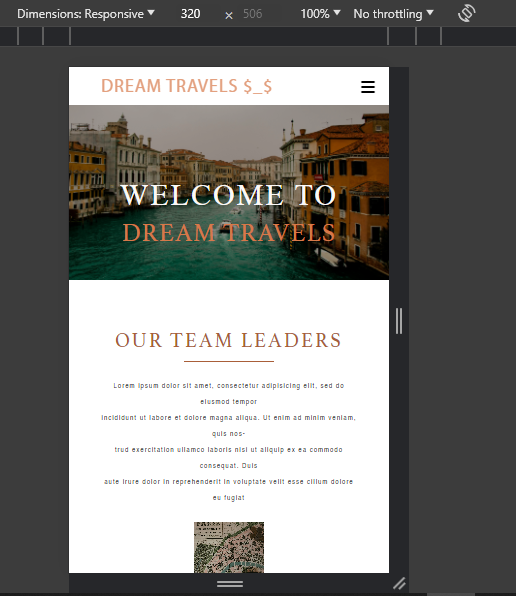 Dimensions: Responsive 320 × 506 100% No throttling
DREAM TRAVELS $_$
WELCOME TO
DREAM TRAVELS
OUR TEAM LEADERS
Lorem ipsum dolor sit amet, consectetur adipisicing elit, sed do
eiusmod tempor
incididunt ut labore et dolore magna aliqua. Ut enim ad minim veniam,
quis nos-
trud exercitation ullamco laboris nisi ut aliquip ex ea commodo
consequat. Duis
aute irure dolor in reprehenderit in voluptate velit esse cillum dolore
eu fugiat